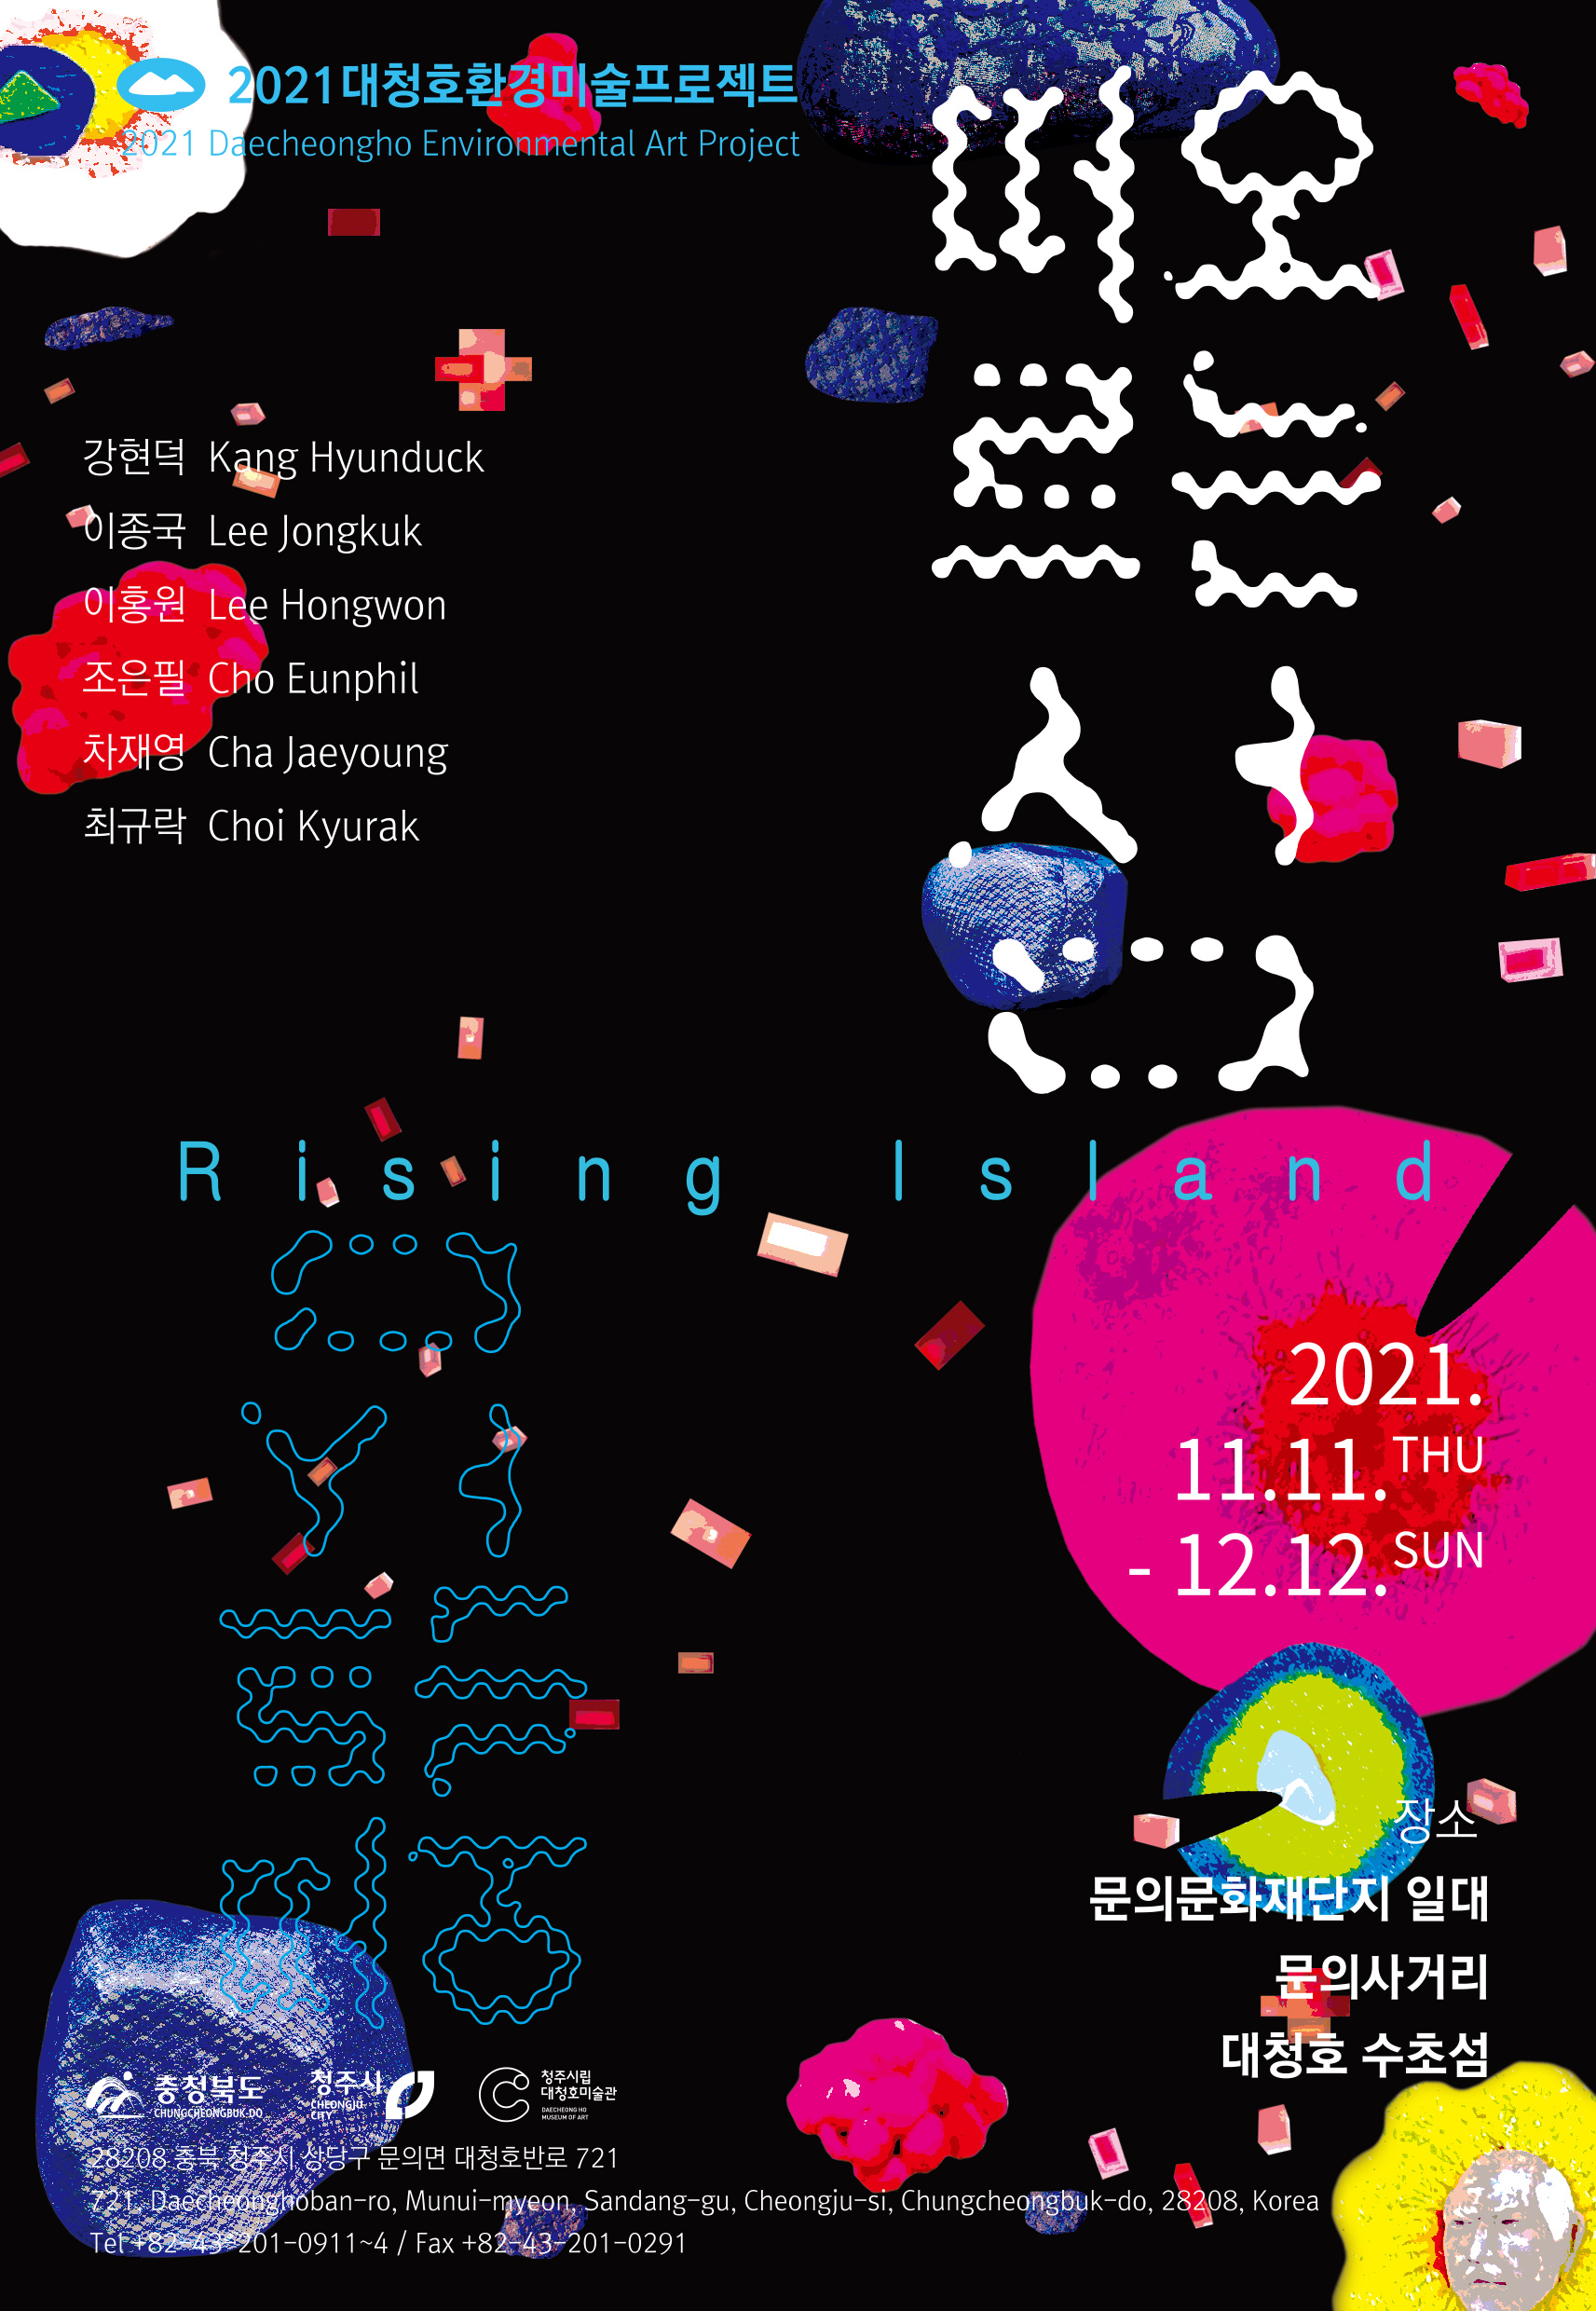 2021대청호환경미술프로젝트
2021 Daecheongho Environmental Art Project
떠오
르는
섬
강현덕 Kang Hyunduck
이종국 Lee Jongkuk
이홍원 Lee Hongwon
조은필 Cho Eunphil
차재영 Cha Jaeyoung
최규락 Choi Kyurak
Rising Island
섬
르는
떠오
2021.
11.11. THU
- 12.12. SUN
장소
문의문화재단지 일대
문의사거리
대청호 수초섬
충청북도
CHUNGCHEONGBUK-DO
청주시
CHEONGJU
CITY
청주시립
대청호미술관
DAECHEONG HO
MUSEUM OF ART
28208 충북 청주시 상당구 문의면 대청호반로 721
721, Daecheonghoban-ro, Munui-myeon, Sandang-gu, Cheongju-si, Chungcheongbuk-do, 28208, Korea
Tel +82-43-201-0911~4 / Fax +82-43-201-0291